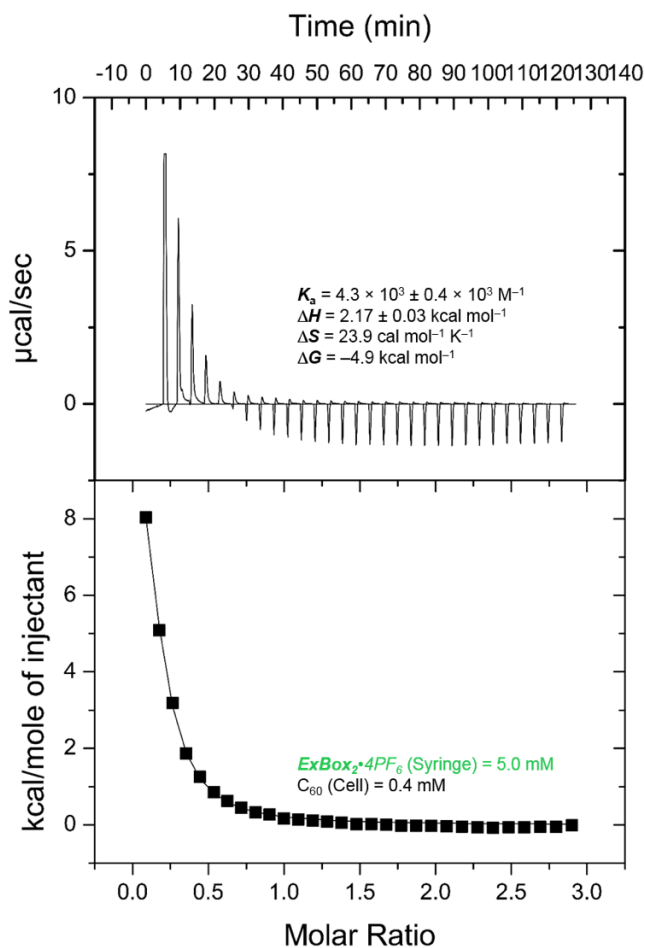 Time (min)
-10 0 10 20 30 40 50 60 70 80 90 100 110 120 130 140
10
5
0
µcal/sec
Kₐ = 4.3 × 10³ ± 0.4 × 10³ M⁻¹
ΔH = 2.17 ± 0.03 kcal mol⁻¹
ΔS = 23.9 cal mol⁻¹ K⁻¹
ΔG = –4.9 kcal mol⁻¹
8
6
4
2
0
kcal/mole of injectant
ExBox₂•4PF₆ (Syringe) = 5.0 mM
C₆₀ (Cell) = 0.4 mM
0.0 0.5 1.0 1.5 2.0 2.5 3.0
Molar Ratio